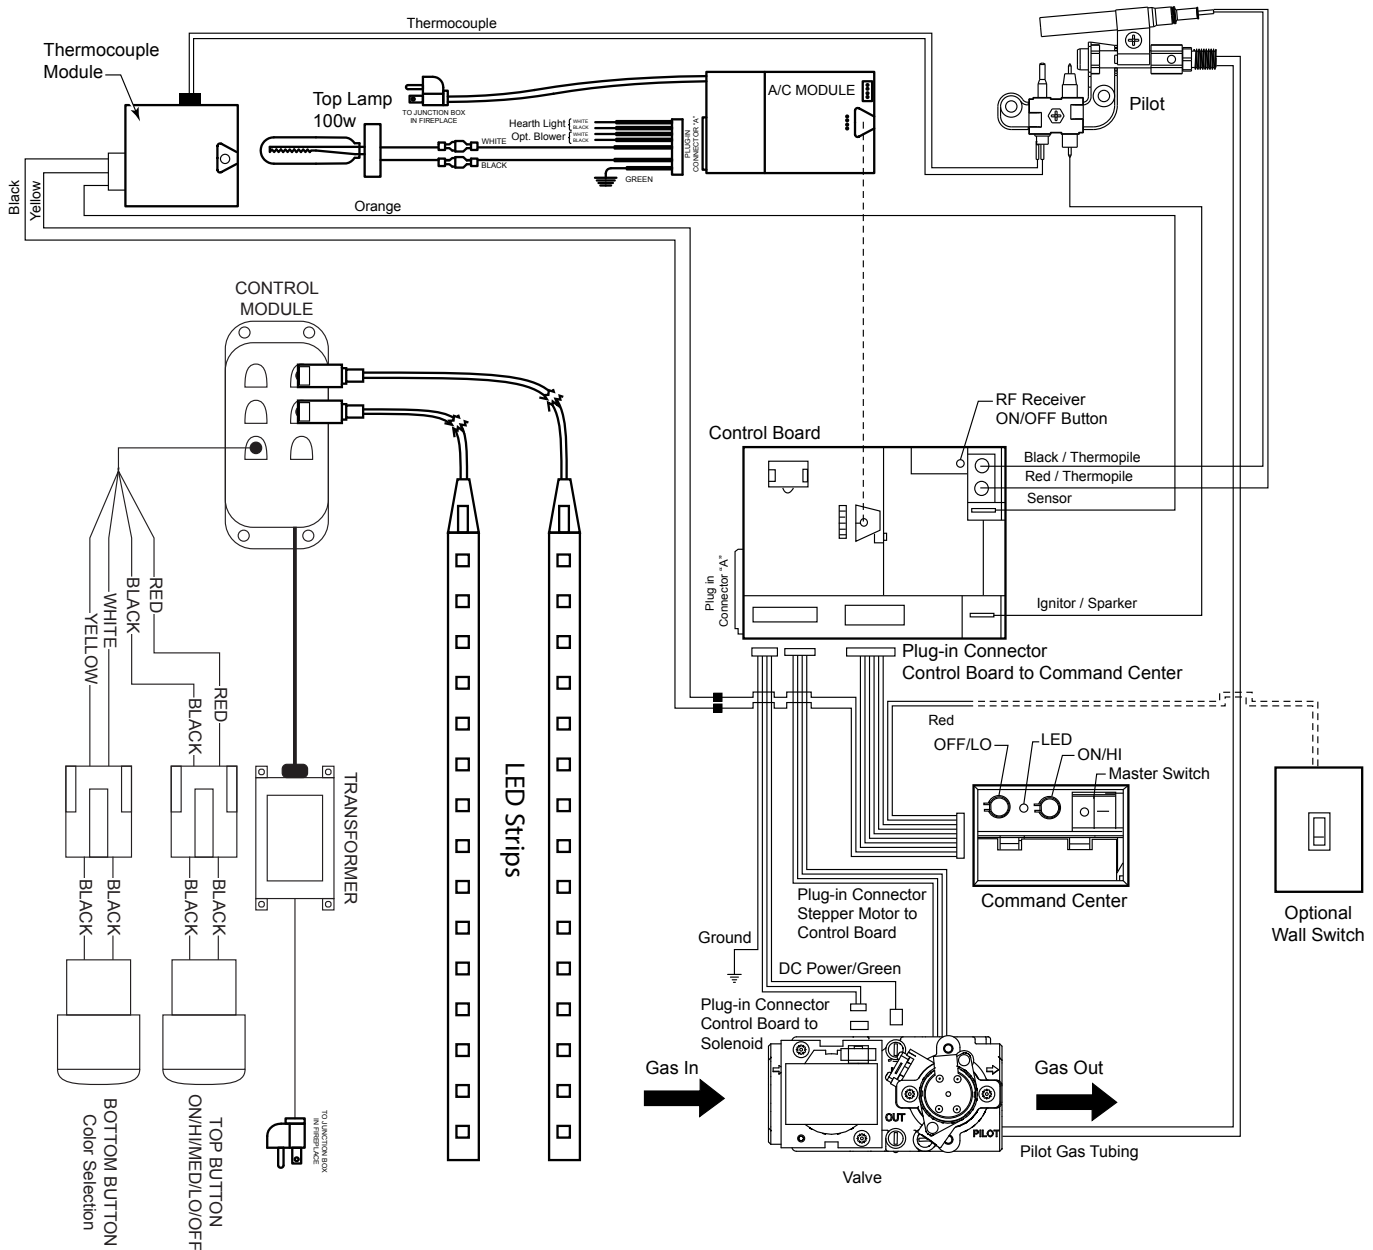 Thermocouple
Thermocouple
Module
Top Lamp
100w
TO JUNCTION BOX
IN FIREPLACE
Hearth Light
WHITE
BLACK
Opt. Blower
WHITE
BLACK
WHITE
BLACK
GREEN
PLUG-IN
CONNECTOR "A"
A/C MODULE
Pilot
Black
Yellow
Orange
CONTROL
MODULE
RF Receiver
ON/OFF Button
Control Board
Black / Thermopile
Red / Thermopile
Sensor
Plug in
Connector "A"
Ignitor / Sparker
Plug-in Connector
Control Board to Command Center
RED
BLACK
WHITE
YELLOW
RED
BLACK
Red
OFF/LO
LED
ON/HI
Master Switch
LED Strips
TRANSFORMER
BLACK
BLACK
BLACK
BLACK
Command Center
Optional
Wall Switch
Plug-in Connector
Stepper Motor to
Control Board
Ground
DC Power/Green
Plug-in Connector
Control Board to
Solenoid
Gas In
Gas Out
OUT
PILOT
Pilot Gas Tubing
Valve
BOTTOM BUTTON
Color Selection
TOP BUTTON
ON/HI/MED/LO/OFF
TO JUNCTION BOX
IN FIREPLACE